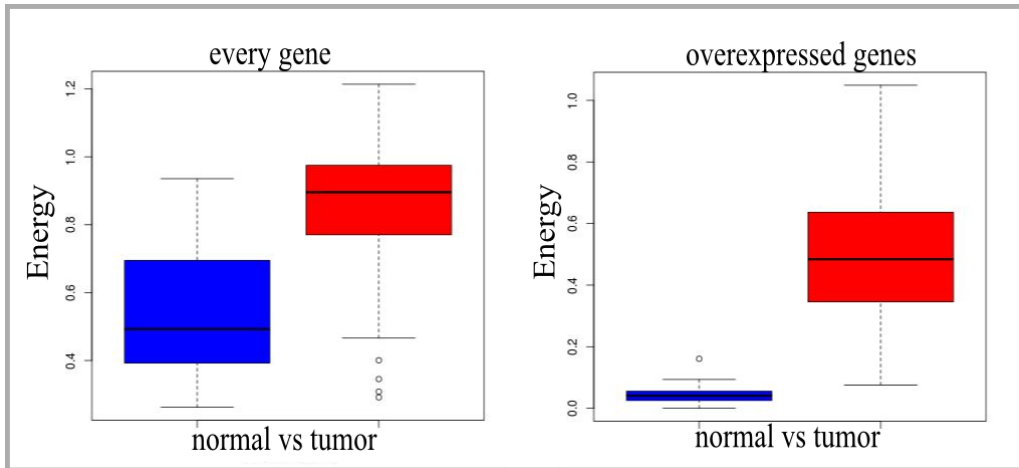 every gene
Energy
1.2
1.0
0.8
0.6
0.4
normal vs tumor
overexpressed genes
Energy
1.0
0.8
0.6
0.4
0.2
0.0
normal vs tumor